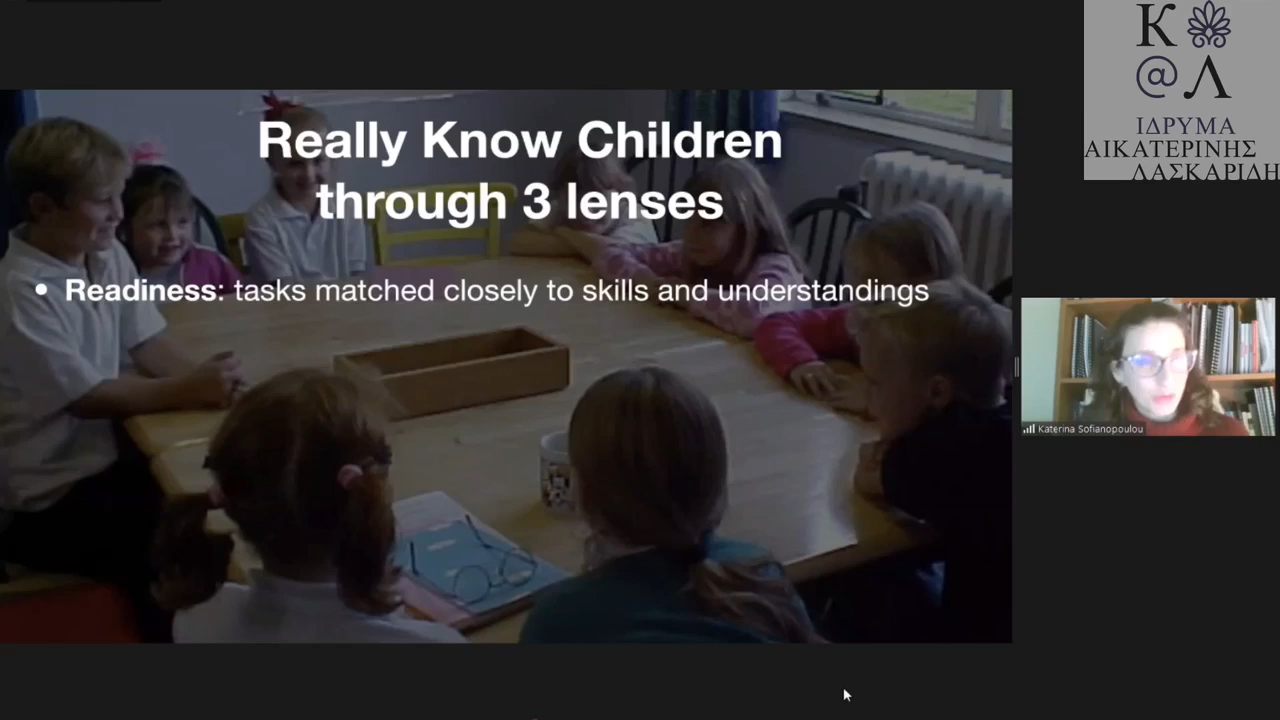 Really Know Children
through 3 lenses
• Readiness: tasks matched closely to skills and understandings
Κ
@Λ
ΙΔΡΥΜΑ
ΑΙΚΑΤΕΡΙΝΗΣ
ΛΑΣΚΑΡΙΔΗ
Katerina Sofianopoulou